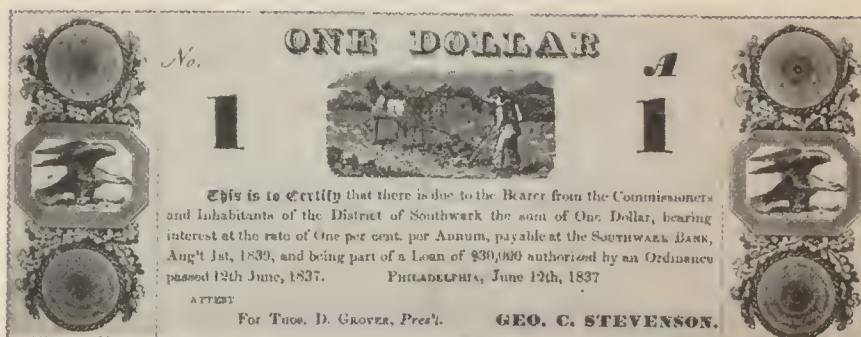 ONE DOLLAR
No.
A
1 1
This is to Certify that there is due to the Bearer from the Commissioners
and Inhabitants of the District of Southwark the sum of One Dollar, bearing
interest at the rate of One per cent. per Annum, payable at the SOUTHWARK BANK,
Aug't 1st, 1839, and being part of a Loan of $30,000 authorized by an Ordinance
passed 12th June, 1837. PHILADELPHIA, June 12th, 1837
ATTEST
For THOS. D. GROVER, Pres't. GEO. C. STEVENSON.